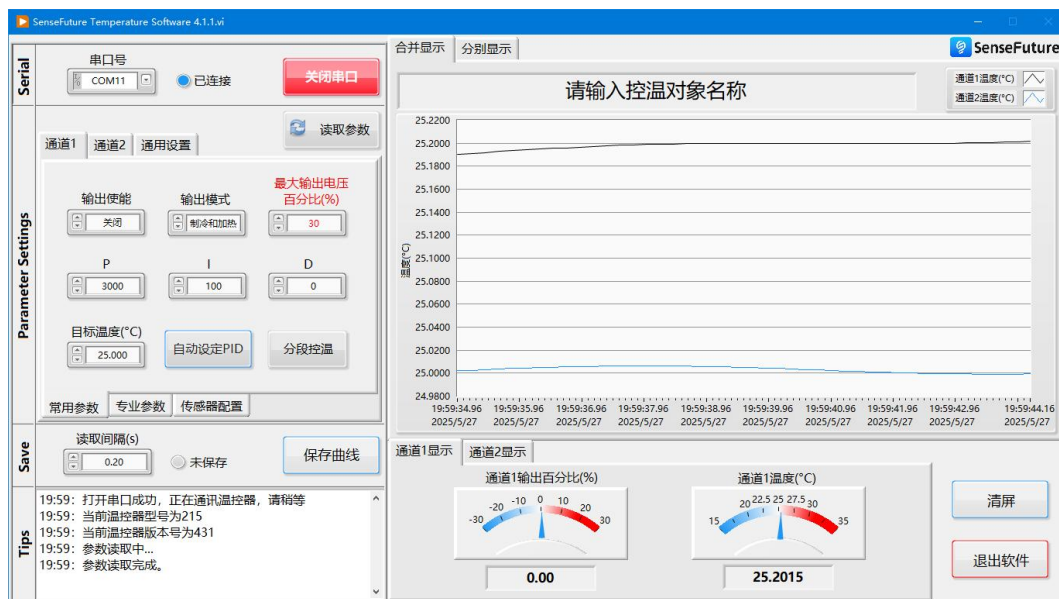 SenseFuture Temperature Software 4.1.1.vi
Serial
串口号
COM11
已连接
关闭串口
Parameter Settings
读取参数
通道1 通道2 通用设置
输出使能 输出模式 最大输出电压
百分比(%)
关闭 制冷和加热 30
P I D
3000 100 0
目标温度(°C)
25.000
自动设定PID
分段控温
常用参数 专业参数 传感器配置
Save
读取间隔(s)
0.20
未保存
保存曲线
Tips
19:59: 打开串口成功，正在通讯温控器，请稍等
19:59: 当前温控器型号为215
19:59: 当前温控器版本号为431
19:59: 参数读取中...
19:59: 参数读取完成。
合并显示 分别显示
SenseFuture
请输入控温对象名称
通道1温度(°C)
通道2温度(°C)
温度(°C)
25.2200
25.2000
25.1800
25.1600
25.1400
25.1200
25.1000
25.0800
25.0600
25.0400
25.0200
25.0000
24.9800
19:59:34.96 19:59:35.96 19:59:36.96 19:59:37.96 19:59:38.96 19:59:39.96 19:59:40.96 19:59:41.96 19:59:42.96 19:59:44.16
2025/5/27 2025/5/27 2025/5/27 2025/5/27 2025/5/27 2025/5/27 2025/5/27 2025/5/27 2025/5/27 2025/5/27
通道1显示 通道2显示
通道1输出百分比(%)
-30 -20 -10 0 10 20 30
0.00
通道1温度(°C)
15 20 22.5 25 27.5 30 35
25.2015
清屏
退出软件